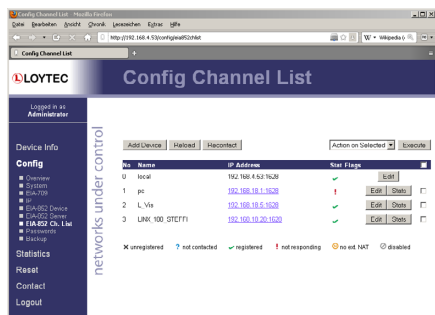 Config Channel List - Mozilla Firefox
Datei Bearbeiten Ansicht Chronik Lesezeichen Extras Hilfe
http://192.168.4.53/config/ea852chlist
W Wikipedia (
Config Channel List
+
LOYTEC
Config Channel List
Logged in as
Administrator
networks under control
Device Info
Config
Overview
System
EIA-709
IP
EIA-852 Device
EIA-852 Server
EIA-852 Ch. List
Passwords
Backup
Statistics
Reset
Contact
Logout
Add Device Reload Recontact Action on Selected Execute
No Name IP Address Stat Flags
0 local 192.168.4.53:1628 Edit
1 pc 192.168.18.1:1628 ! Edit Stats
2 L_Vis 192.168.18.5:1628 Edit Stats
3 LINX_100_STEFFI 192.168.10.20:1628 Edit Stats
unregistered ? not contacted registered ! not responding no ext. NAT disabled